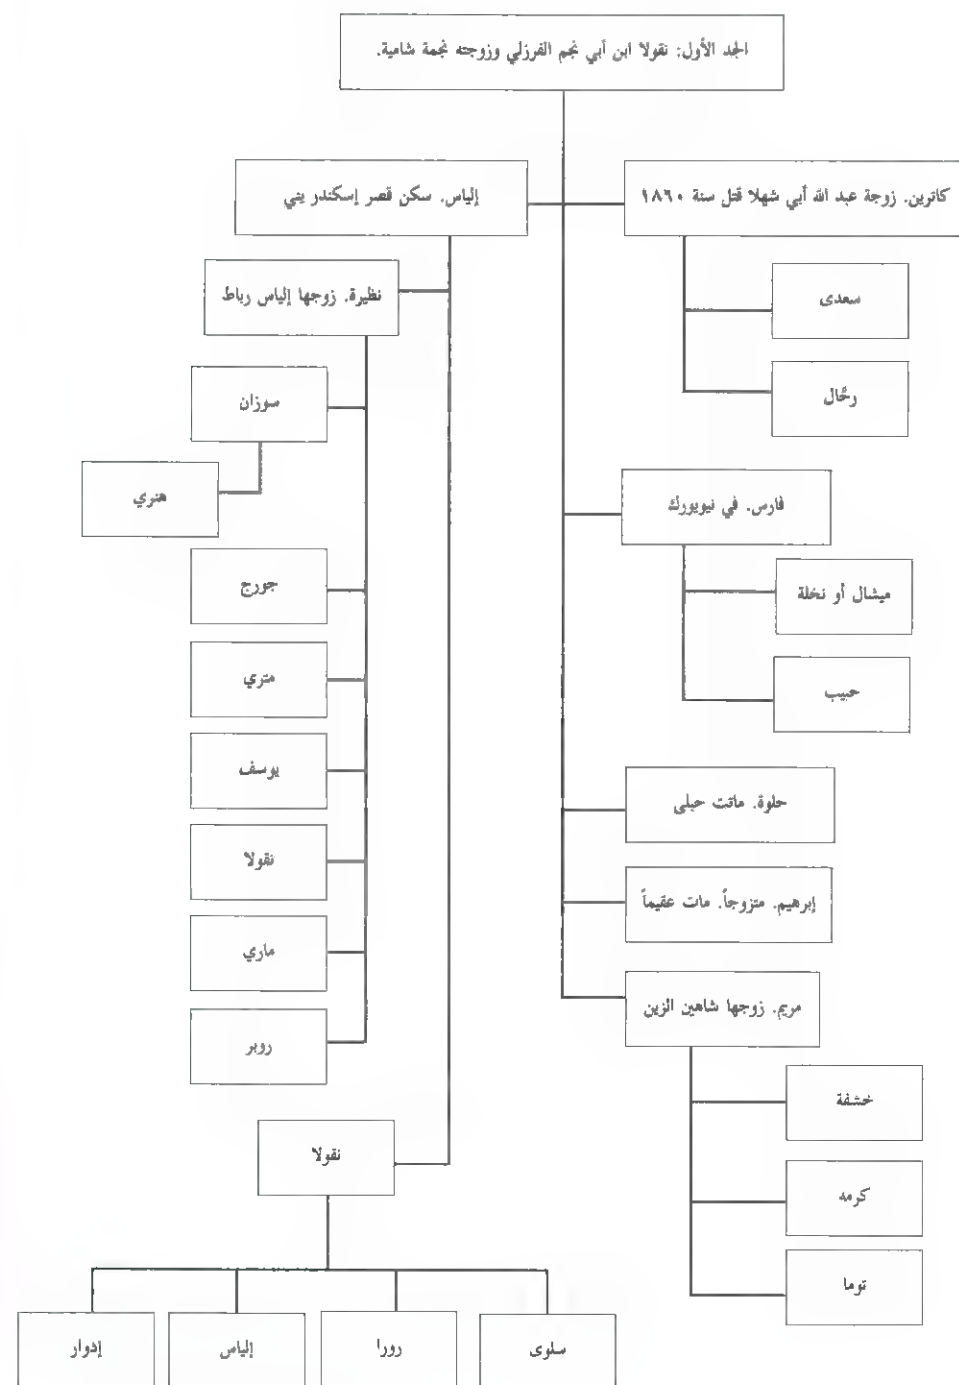 الجد الأول: نقولا ابن أبي نجم الفرزلي وزوجته نجمة شامية.
كاترين. زوجة عبد الله أبي شهلا قتل سنة ١٨٦٠
إلياس. سكن قصر إسكندر يني
سعدى
رحّال
نظيرة. زوجها إلياس رباط
سوزان
هنري
فارس. في نيويورك
ميشال أو نخلة
حبيب
جورج
متري
يوسف
نقولا
ماري
روبر
حلوة. ماتت حبلى
إبرهيم. متزوجاً. مات عقيماً
مريم. زوجها شاهين الزين
خشفة
كرمه
توما
نقولا
سلوى
رورا
إلياس
إدوار